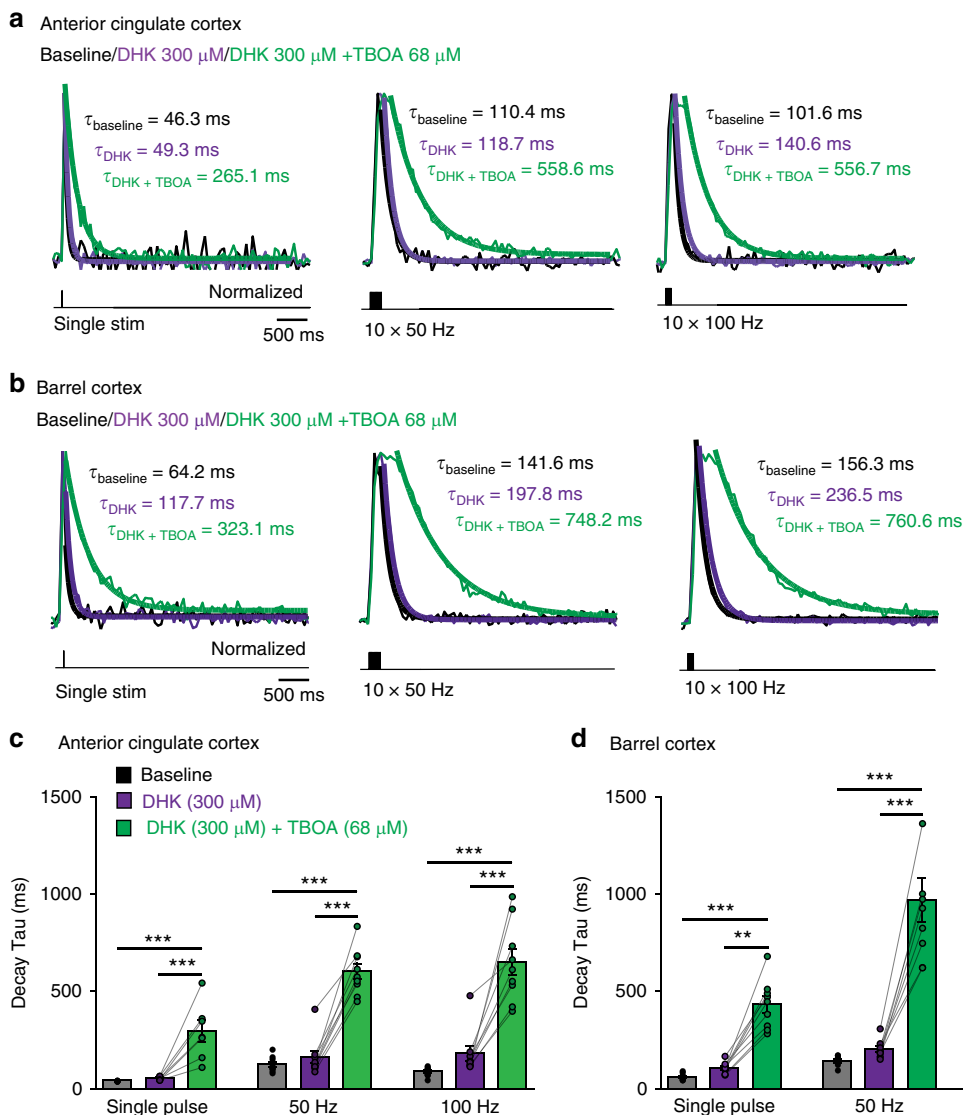 a Anterior cingulate cortex
Baseline/DHK 300 μM/DHK 300 μM +TBOA 68 μM
τbaseline = 46.3 ms
τDHK = 49.3 ms
τDHK + TBOA = 265.1 ms
Normalized
Single stim
500 ms
τbaseline = 110.4 ms
τDHK = 118.7 ms
τDHK + TBOA = 558.6 ms
10 × 50 Hz
τbaseline = 101.6 ms
τDHK = 140.6 ms
τDHK + TBOA = 556.7 ms
10 × 100 Hz
b Barrel cortex
Baseline/DHK 300 μM/DHK 300 μM +TBOA 68 μM
τbaseline = 64.2 ms
τDHK = 117.7 ms
τDHK + TBOA = 323.1 ms
Normalized
Single stim
500 ms
τbaseline = 141.6 ms
τDHK = 197.8 ms
τDHK + TBOA = 748.2 ms
10 × 50 Hz
τbaseline = 156.3 ms
τDHK = 236.5 ms
τDHK + TBOA = 760.6 ms
10 × 100 Hz
c Anterior cingulate cortex
Baseline
DHK (300 μM)
DHK (300 μM) + TBOA (68 μM)
Decay Tau (ms)
1500
1000
500
0
***
***
***
***
***
***
Single pulse
50 Hz
100 Hz
d Barrel cortex
Decay Tau (ms)
1500
1000
500
0
***
**
***
***
Single pulse
50 Hz